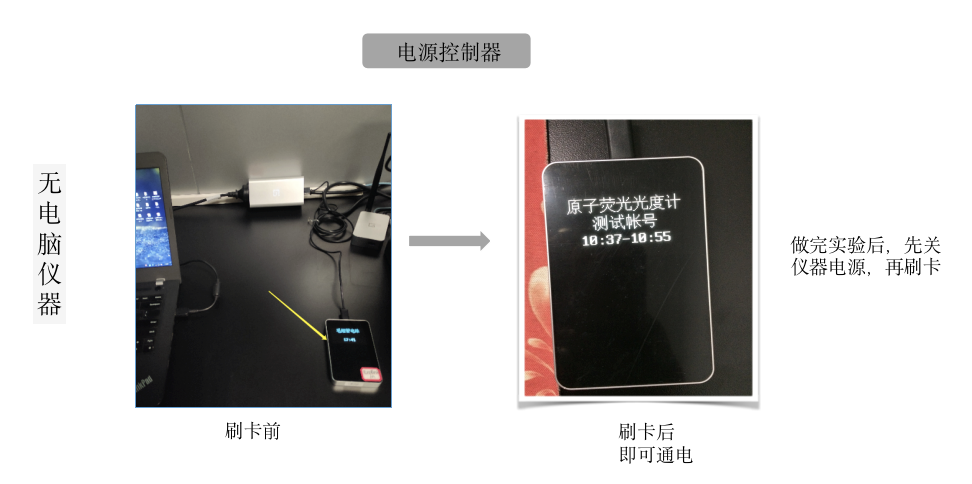 电源控制器
无电脑仪器
17:41
刷卡前
原子荧光光度计
测试帐号
10:37-10:55
刷卡后
即可通电
做完实验后，先关
仪器电源，再刷卡